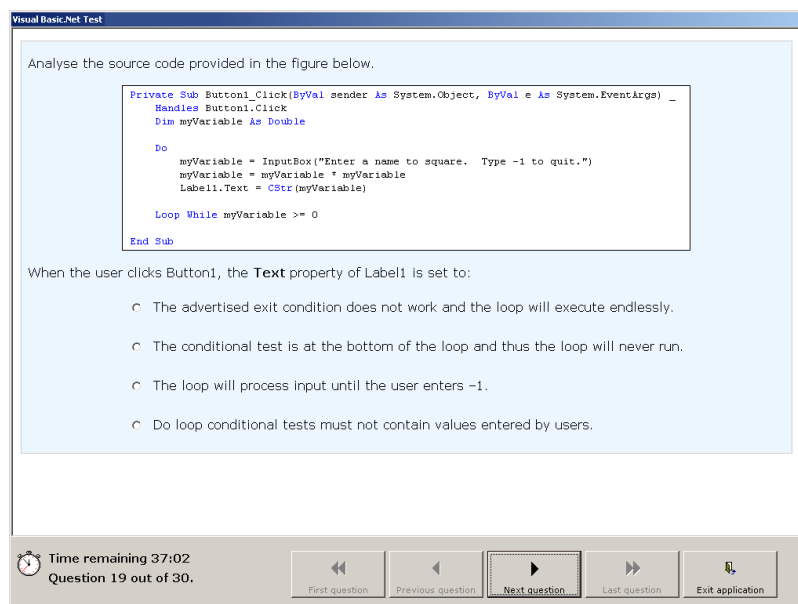 Visual Basic.Net Test
Analyse the source code provided in the figure below.
Private Sub Button1_Click(ByVal sender As System.Object, ByVal e As System.EventArgs) _
Handles Button1.Click
Dim myVariable As Double
Do
myVariable = InputBox("Enter a name to square.  Type -1 to quit.")
myVariable = myVariable * myVariable
Label1.Text = CStr(myVariable)
Loop While myVariable >= 0
End Sub
When the user clicks Button1, the Text property of Label1 is set to:
The advertised exit condition does not work and the loop will execute endlessly.
The conditional test is at the bottom of the loop and thus the loop will never run.
The loop will process input until the user enters -1.
Do loop conditional tests must not contain values entered by users.
Time remaining 37:02
Question 19 out of 30.
First question
Previous question
Next question
Last question
Exit application